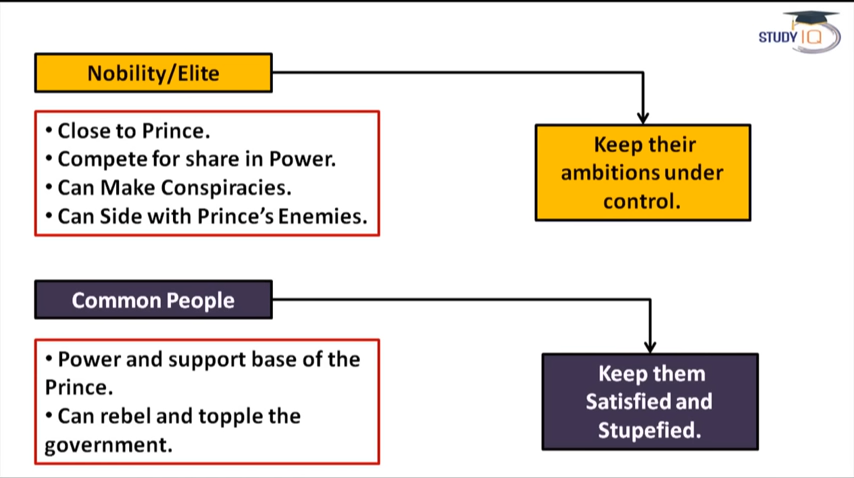 STUDY IQ
Nobility/Elite
• Close to Prince.
• Compete for share in Power.
• Can Make Conspiracies.
• Can Side with Prince's Enemies.
Keep their
ambitions under
control.
Common People
• Power and support base of the
Prince.
• Can rebel and topple the
government.
Keep them
Satisfied and
Stupefied.